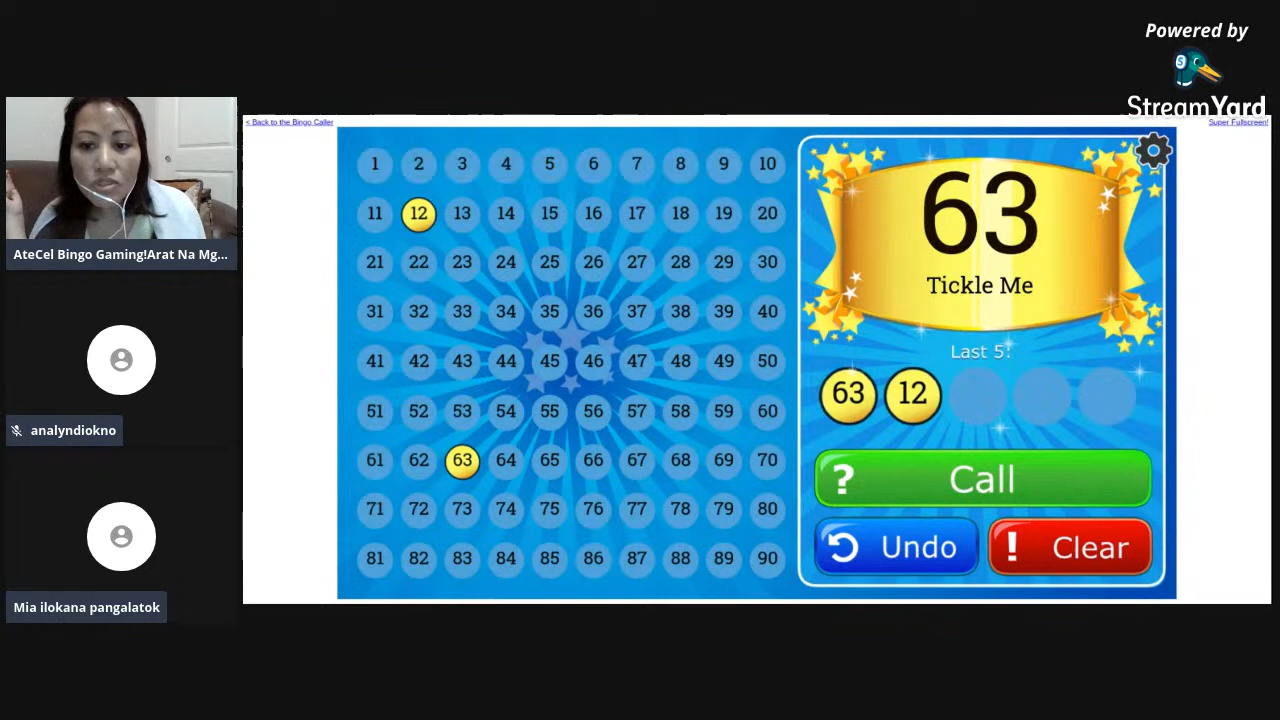 Powered by
StreamYard
< Back to the Bingo Caller
Super Fullscreen!
1 2 3 4 5 6 7 8 9 10
11 12 13 14 15 16 17 18 19 20
21 22 23 24 25 26 27 28 29 30
31 32 33 34 35 36 37 38 39 40
41 42 43 44 45 46 47 48 49 50
51 52 53 54 55 56 57 58 59 60
61 62 63 64 65 66 67 68 69 70
71 72 73 74 75 76 77 78 79 80
81 82 83 84 85 86 87 88 89 90
63
Tickle Me
Last 5:
63 12
? Call
Undo
! Clear
AteCel Bingo Gaming!Arat Na Mg...
analyndiokno
Mia ilokana pangalatok